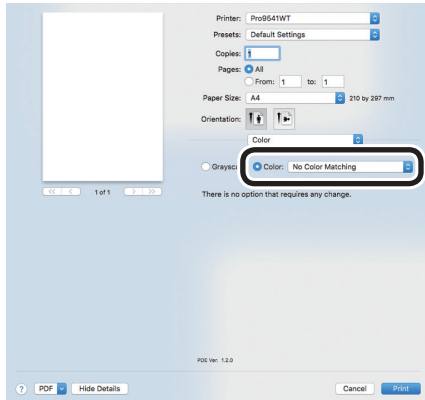 Printer: Pro9541WT
Presets: Default Settings
Copies: 1
Pages: All
From: 1 to: 1
Paper Size: A4 210 by 297 mm
Orientation:
Color
Color: No Color Matching
<< < 1 of 1 > >>
There is no option that requires any change.
PDE Ver. 1.2.0
? PDF Hide Details Cancel Print